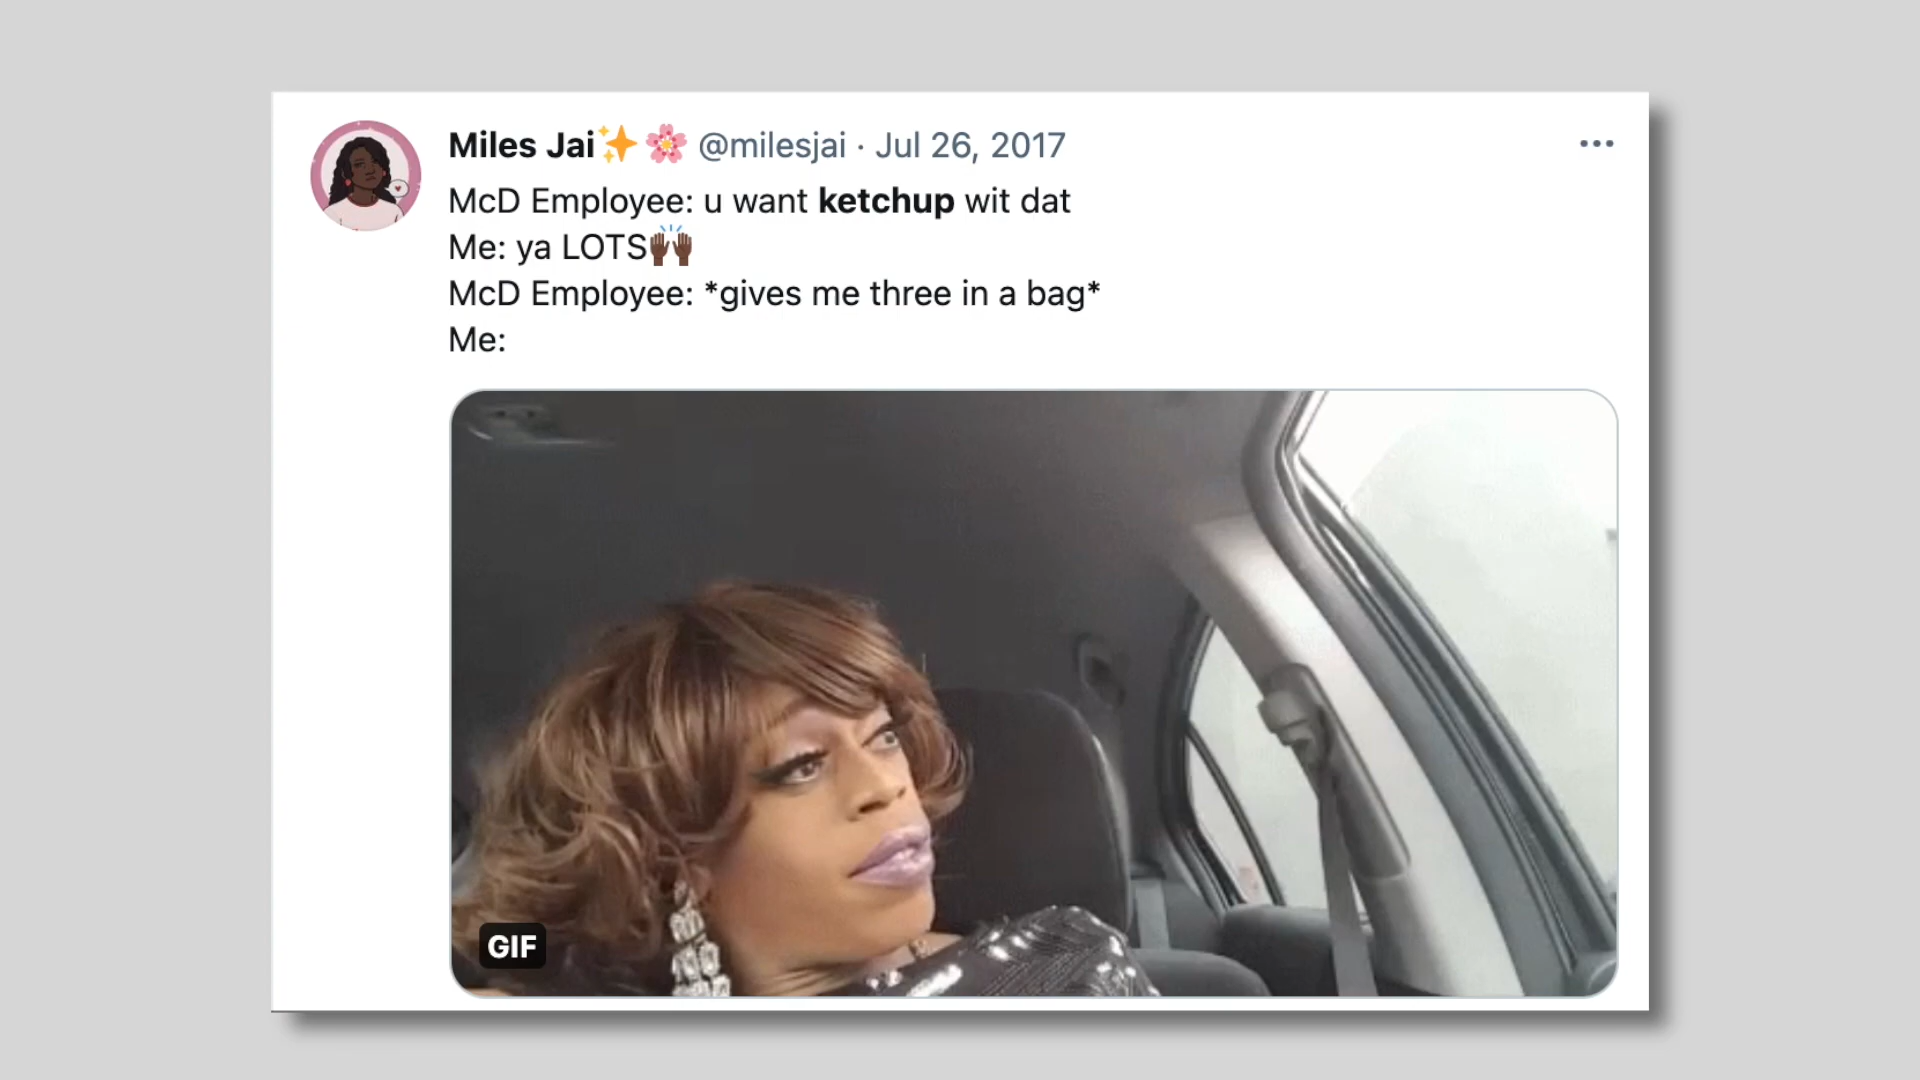 Miles Jai✨🌸 @milesjai · Jul 26, 2017
McD Employee: u want ketchup wit dat
Me: ya LOTS🙌🏿
McD Employee: *gives me three in a bag*
Me:
GIF